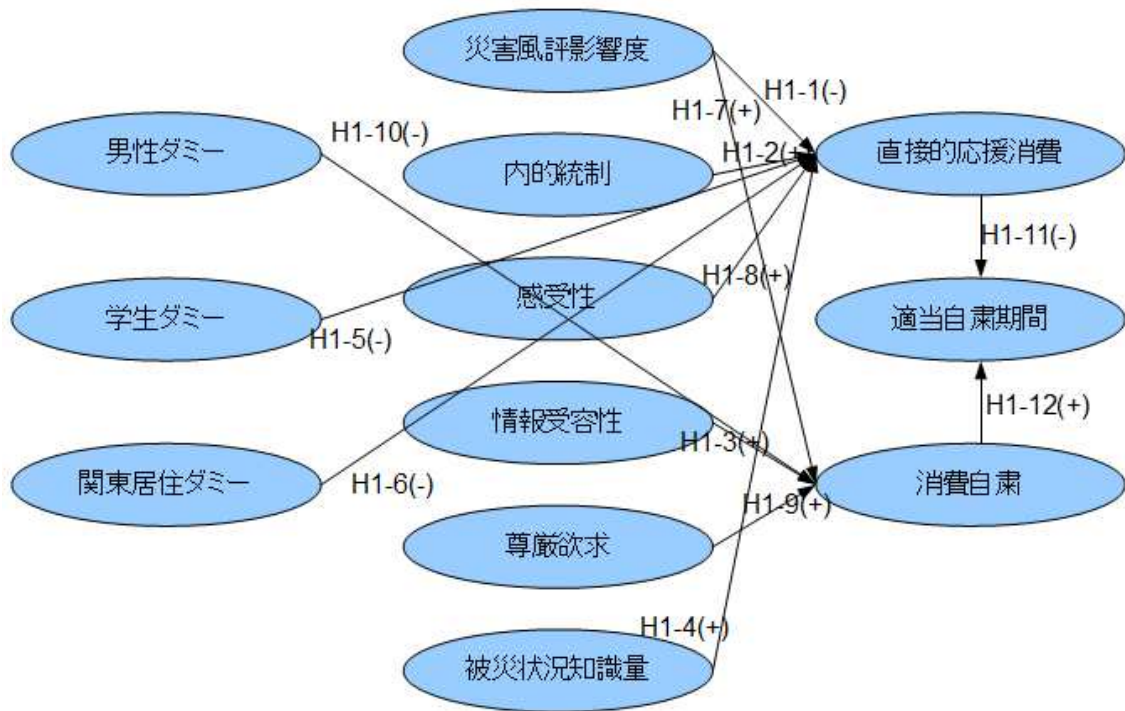 災害風評影響度
H1-1(-)
H1-7(+)
男性ダミー
H1-10(-)
内的統制
H1-2(+
直接的応援消費
H1-11(-)
感受性
H1-8(+)
学生ダミー
H1-5(-)
適当自粛期間
情報受容性
H1-3(+)
H1-12(+)
関東居住ダミー
H1-6(-)
消費自粛
H1-9(+)
尊厳欲求
H1-4(+)
被災状況知識量